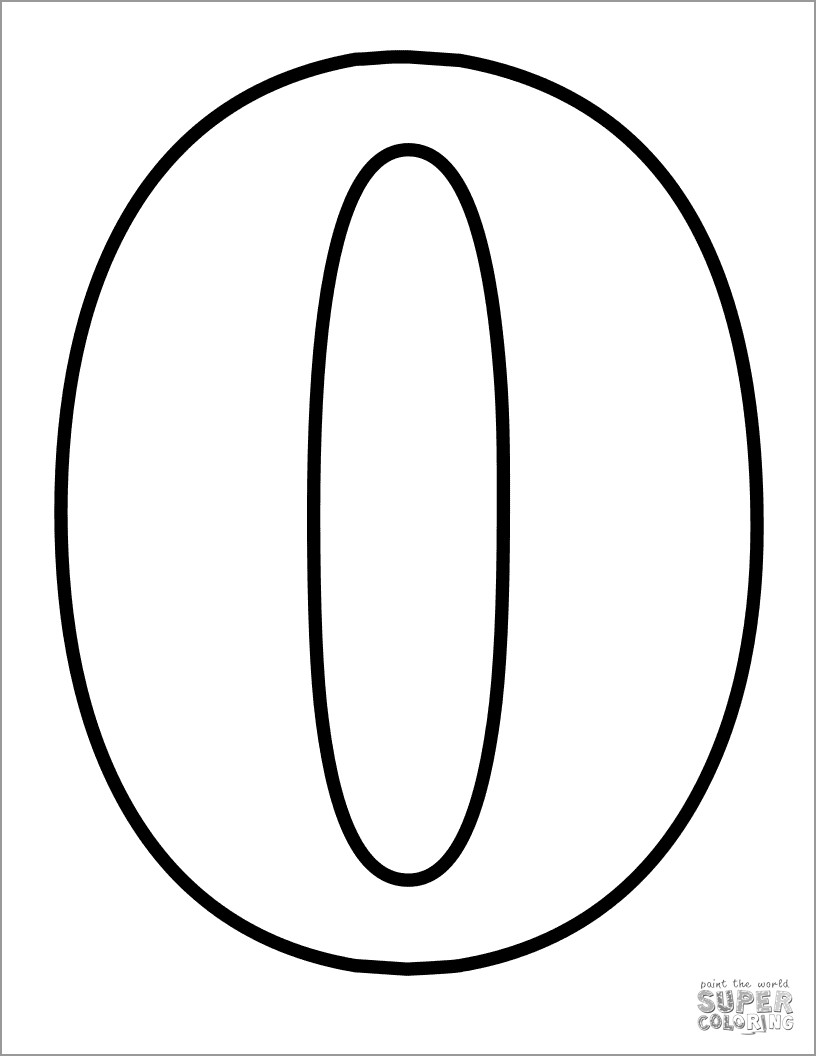 0
paint the world
SUPER
COLORING